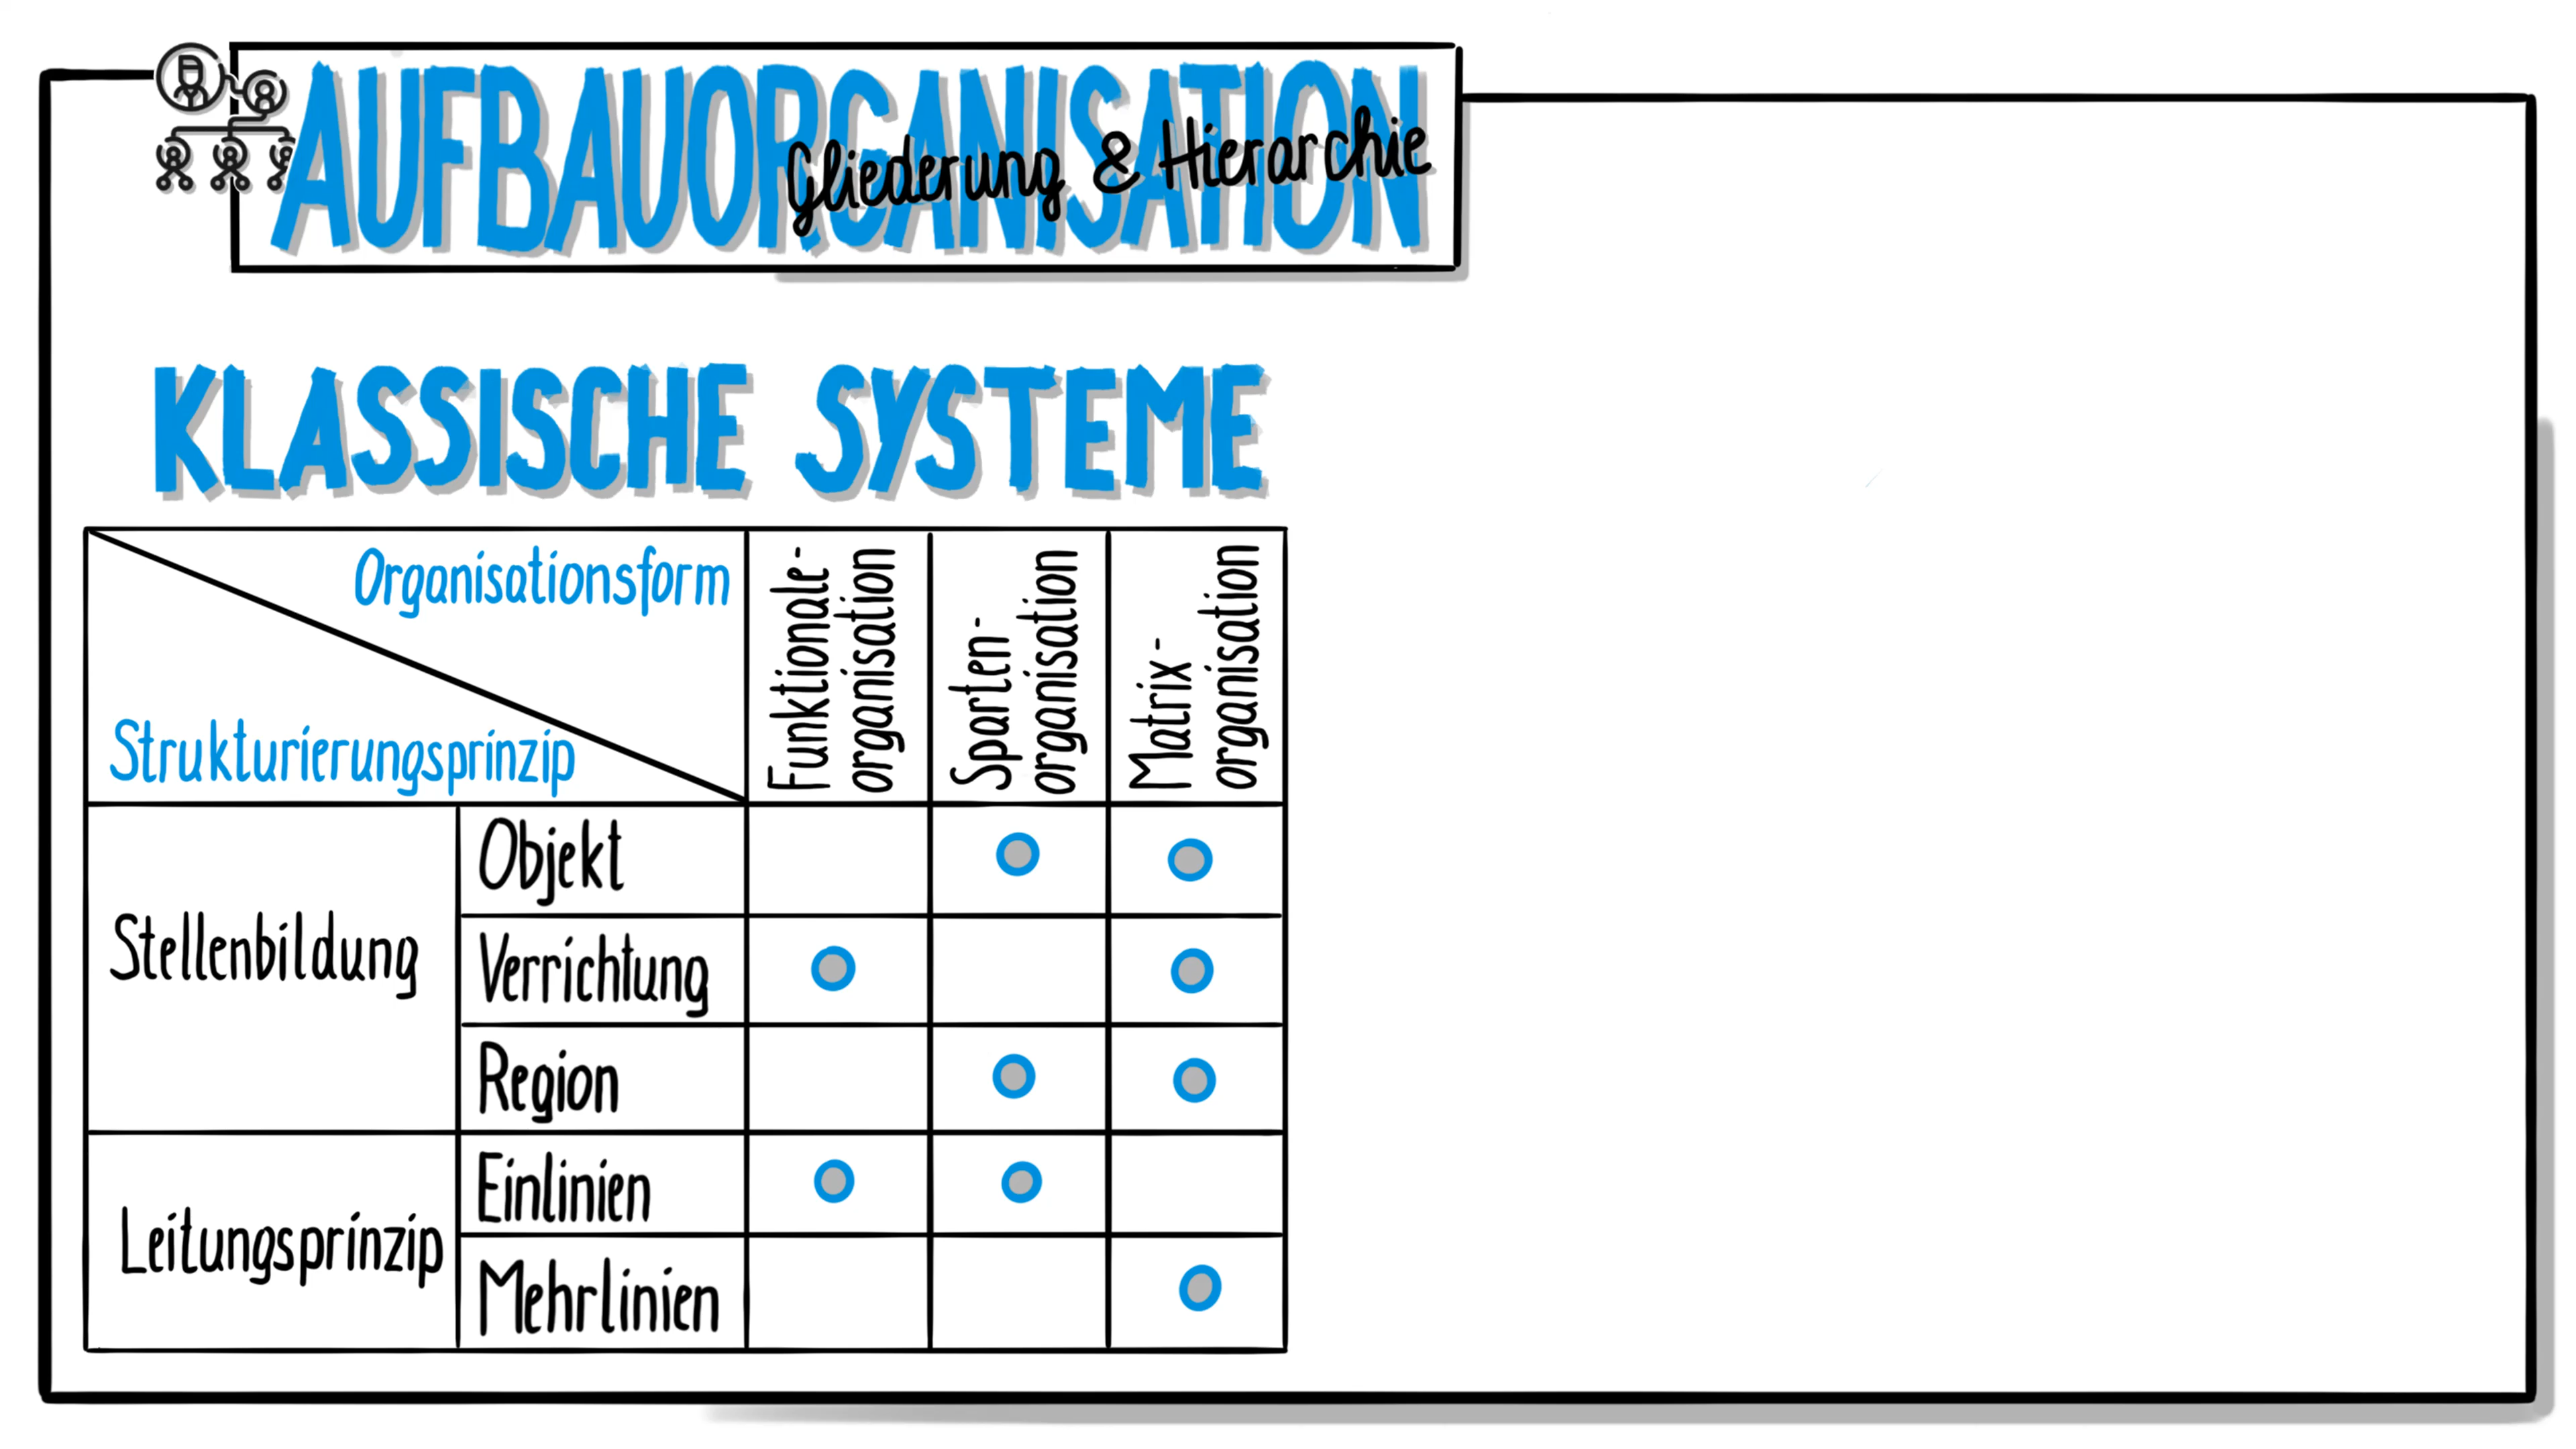 AUFBAUORGANISATION
Gliederung & Hierarchie
KLASSISCHE SYSTEME
Organisationsform
Strukturierungsprinzip
Funktionale-
organisation
Sparten-
organisation
Matrix-
organisation
Stellenbildung
Objekt
Verrichtung
Region
Leitungsprinzip
Einlinien
Mehrlinien